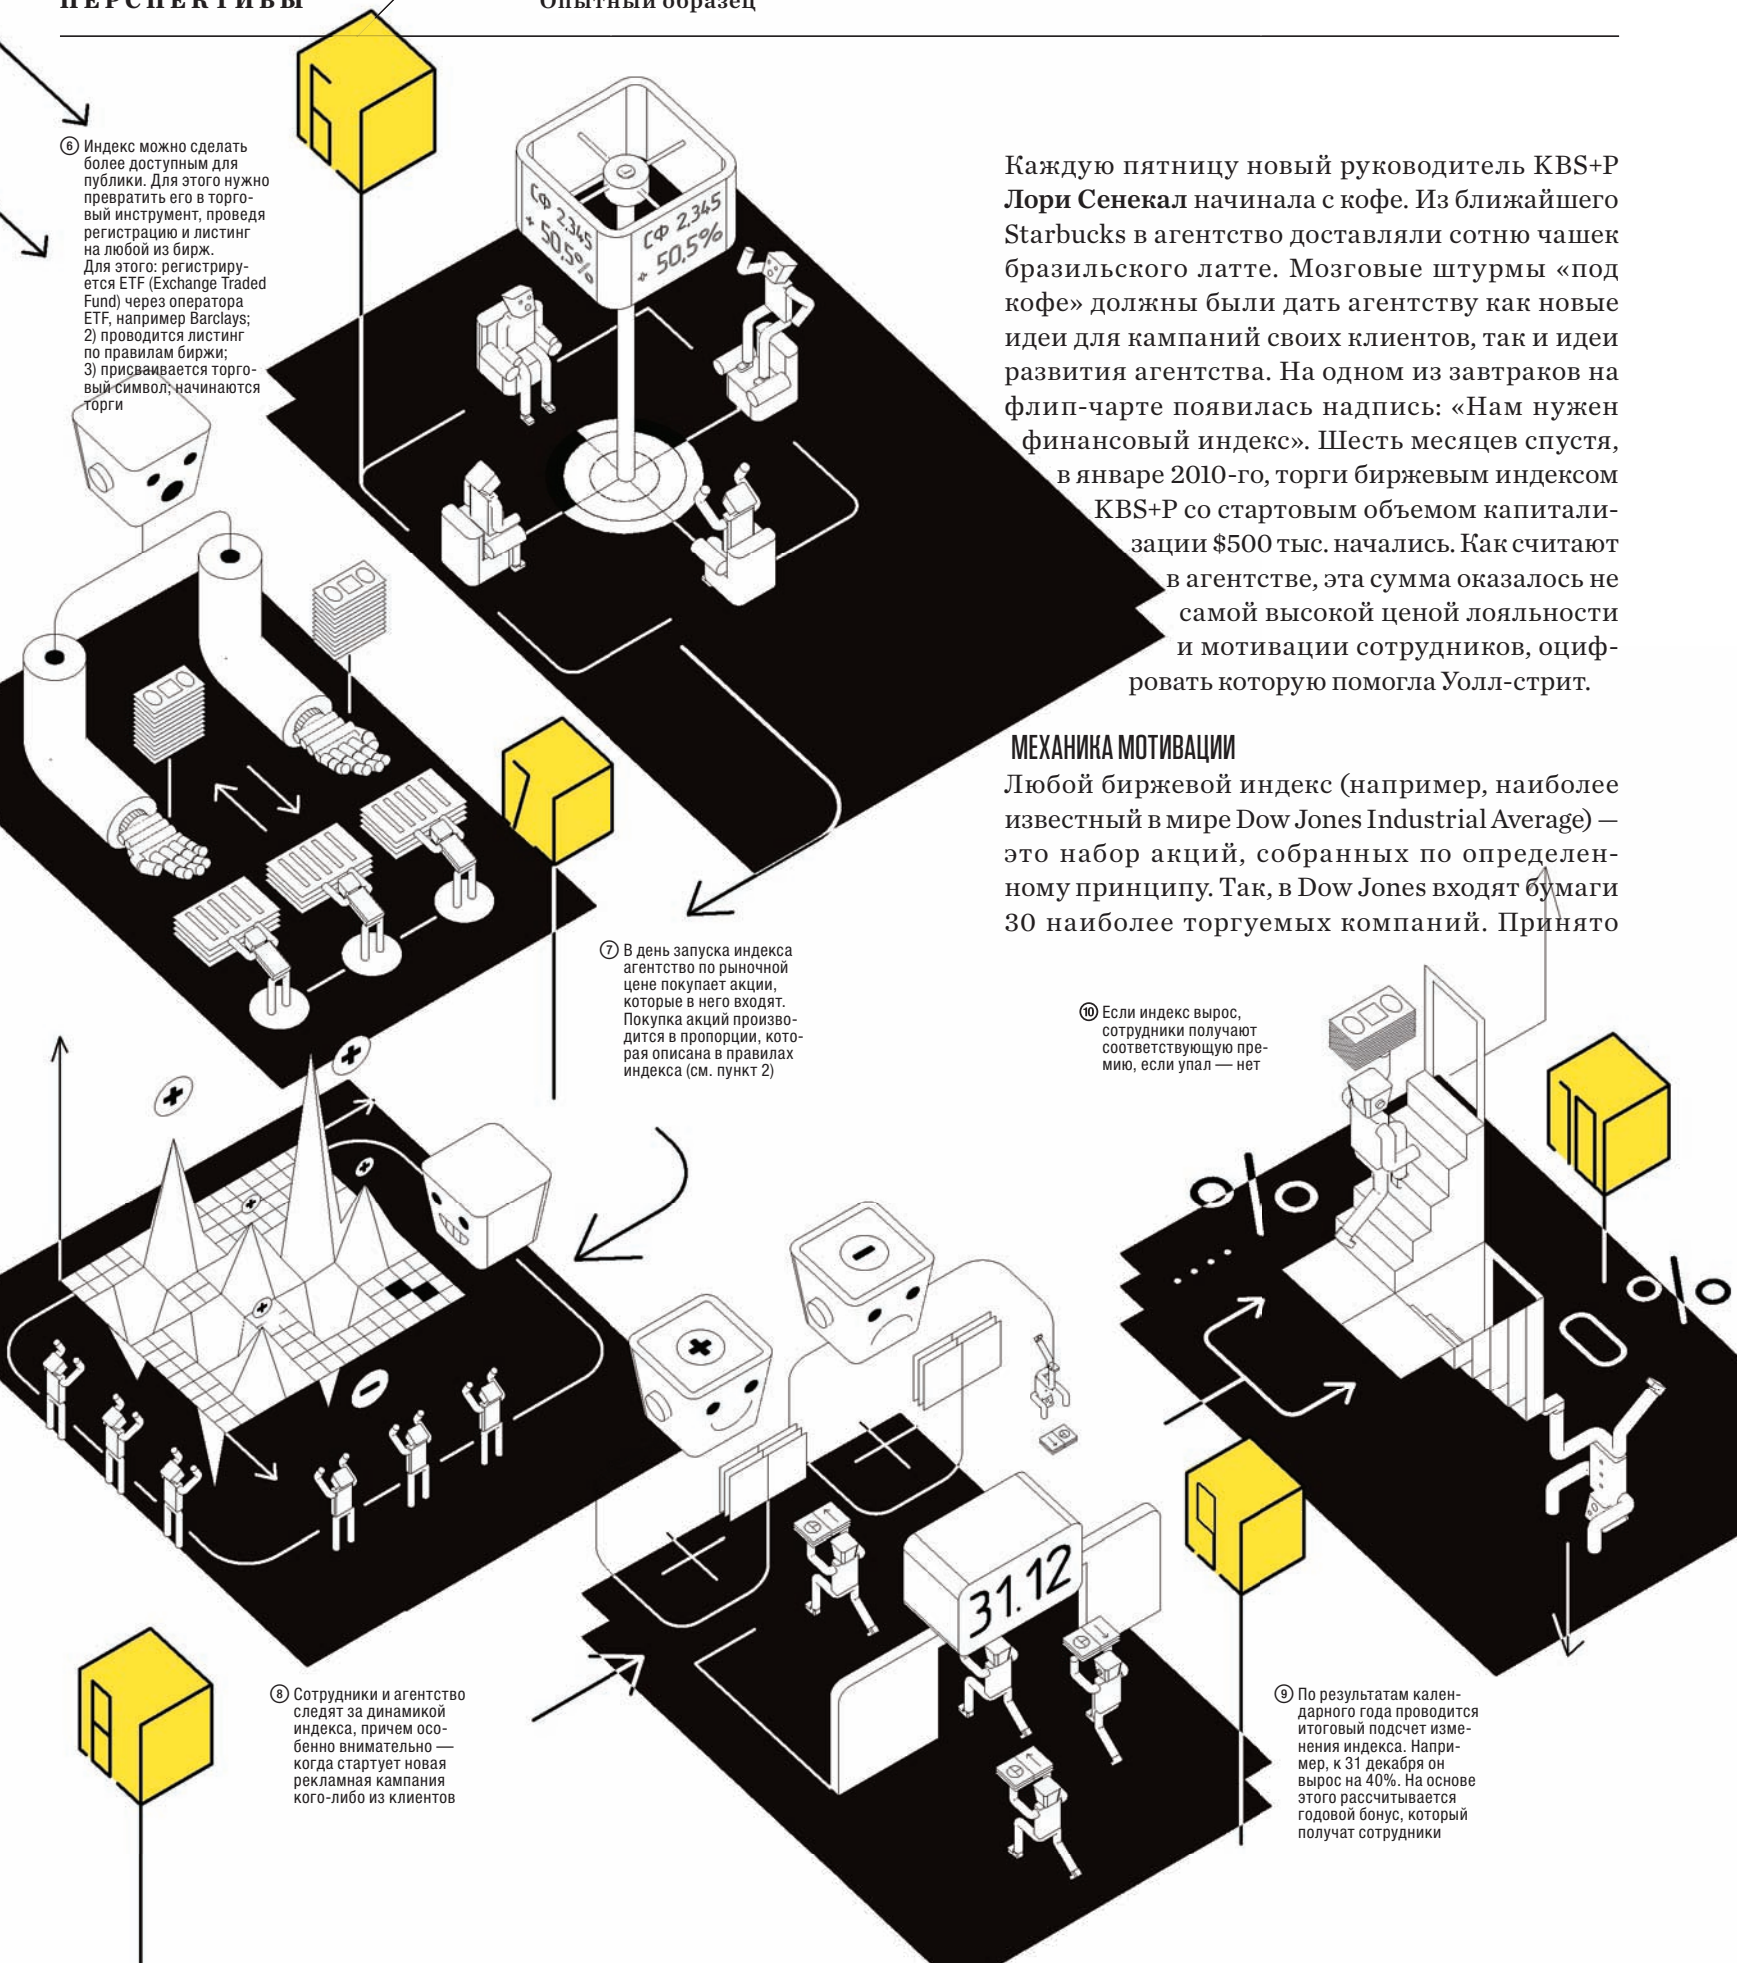 ПЕРСПЕКТИВЫ
Опытный образец
6 Индекс можно сделать
более доступным для
публики. Для этого нужно
превратить его в торго-
вый инструмент, проведя
регистрацию и листинг
на любой из бирж.
Для этого: регистриру-
ется ETF (Exchange Traded
Fund) через оператора
ETF, например Barclays;
2) проводится листинг
по правилам биржи;
3) присваивается торго-
вый символ; начинаются
торги
СФ 2,345
+ 50,5%
СФ 2,345
+ 50,5%
Каждую пятницу новый руководитель KBS+P
Лори Сенекал начинала с кофе. Из ближайшего
Starbucks в агентство доставляли сотню чашек
бразильского латте. Мозговые штурмы «под
кофе» должны были дать агентству как новые
идеи для кампаний своих клиентов, так и идеи
развития агентства. На одном из завтраков на
флип-чарте появилась надпись: «Нам нужен
финансовый индекс». Шесть месяцев спустя,
в январе 2010-го, торги биржевым индексом
KBS+P со стартовым объемом капитали-
зации $500 тыс. начались. Как считают
в агентстве, эта сумма оказалось не
самой высокой ценой лояльности
и мотивации сотрудников, оциф-
ровать которую помогла Уолл-стрит.
МЕХАНИКА МОТИВАЦИИ
Любой биржевой индекс (например, наиболее
известный в мире Dow Jones Industrial Average) —
это набор акций, собранных по определен-
ному принципу. Так, в Dow Jones входят бумаги
30 наиболее торгуемых компаний. Принято
7 В день запуска индекса
агентство по рыночной
цене покупает акции,
которые в него входят.
Покупка акций произво-
дится в пропорции, кото-
рая описана в правилах
индекса (см. пункт 2)
10 Если индекс вырос,
сотрудники получают
соответствующую пре-
мию, если упал — нет
10
0
31.12
8 Сотрудники и агентство
следят за динамикой
индекса, причем осо-
бенно внимательно —
когда стартует новая
рекламная кампания
кого-либо из клиентов
9 По результатам кален-
дарного года проводится
итоговый подсчет изме-
нения индекса. Напри-
мер, к 31 декабря он
вырос на 40%. На основе
этого рассчитывается
годовой бонус, который
получат сотрудники